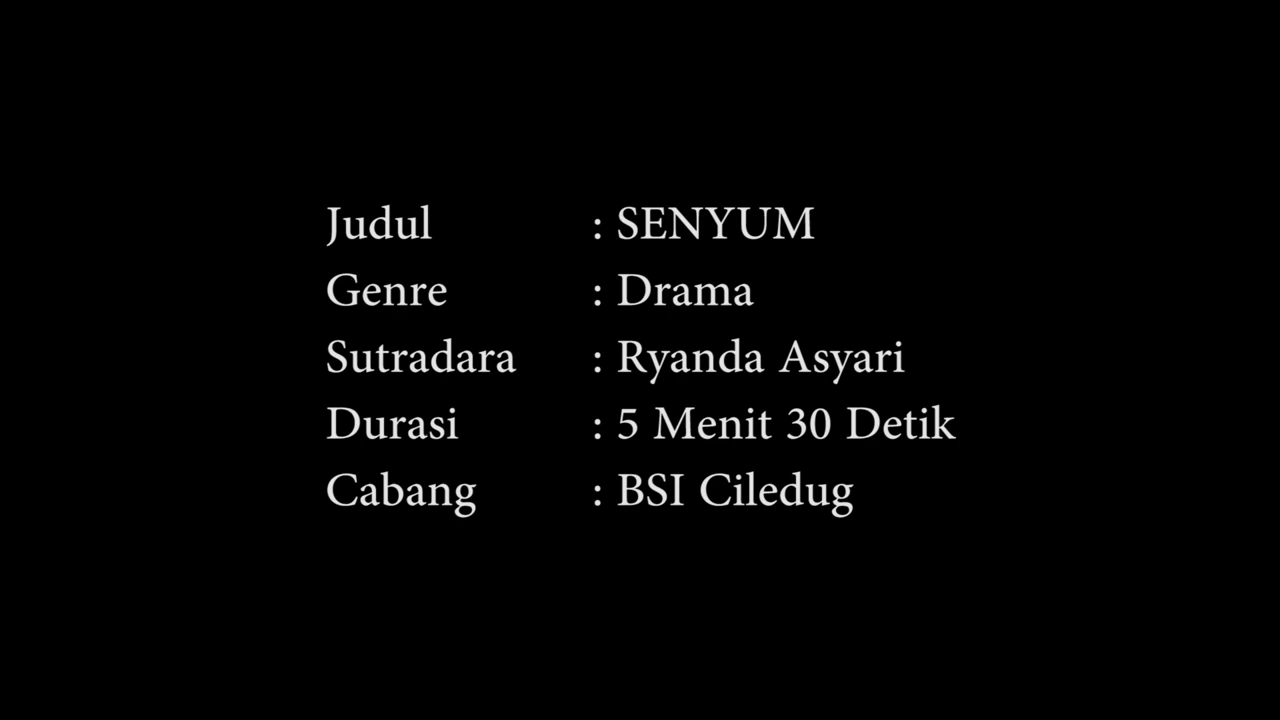 Judul : SENYUM
Genre : Drama
Sutradara : Ryanda Asyari
Durasi : 5 Menit 30 Detik
Cabang : BSI Ciledug